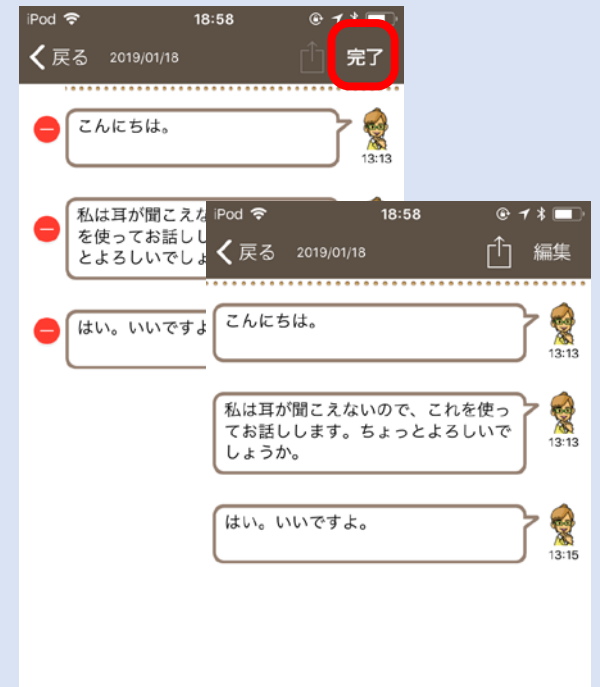 iPod 18:58
戻る 2019/01/18 完了
こんにちは。
13:13
私は耳が聞こえな
を使ってお話しし
とよろしいでしょ
はい。いいですよ
iPod 18:58
戻る 2019/01/18 編集
こんにちは。
13:13
私は耳が聞こえないので、これを使っ
てお話しします。ちょっとよろしいで
しょうか。
13:13
はい。いいですよ。
13:15